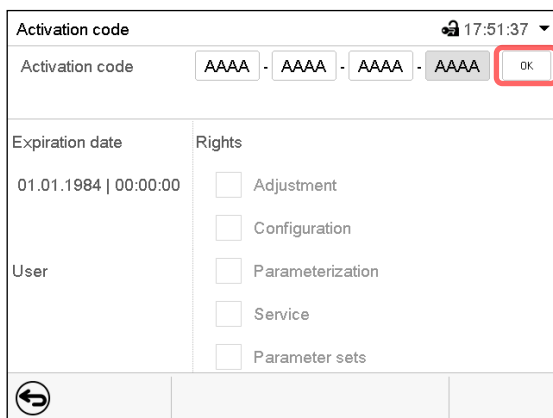 Activation code 17:51:37
Activation code AAAA - AAAA - AAAA - AAAA OK
Expiration date Rights
01.01.1984 | 00:00:00 Adjustment
Configuration
User Parameterization
Service
Parameter sets